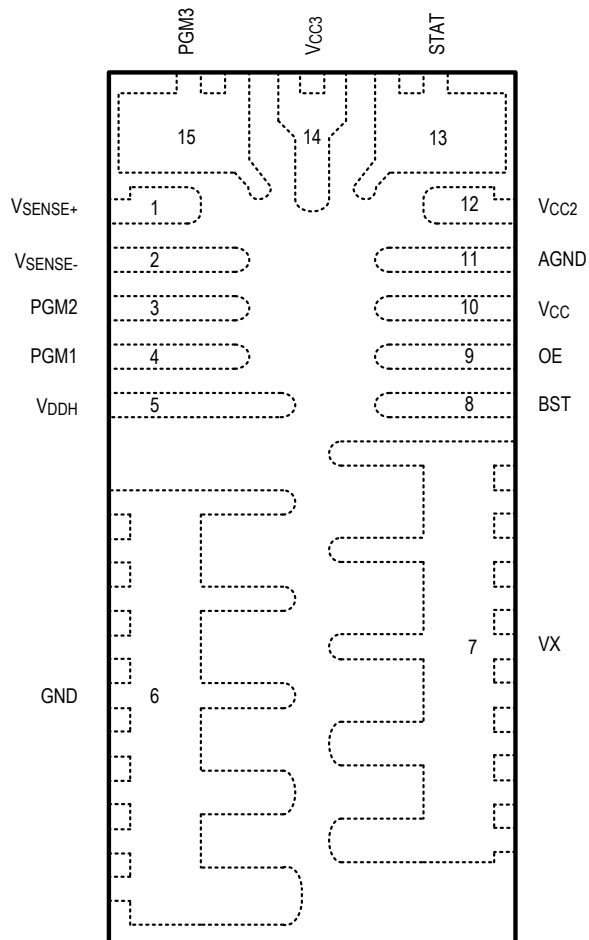 PGM3 VCC3 STAT
15 14 13
VSENSE+ 1 12 VCC2
VSENSE- 2 11 AGND
PGM2 3 10 VCC
PGM1 4 9 OE
VDDH 5 8 BST
7 VX
GND 6